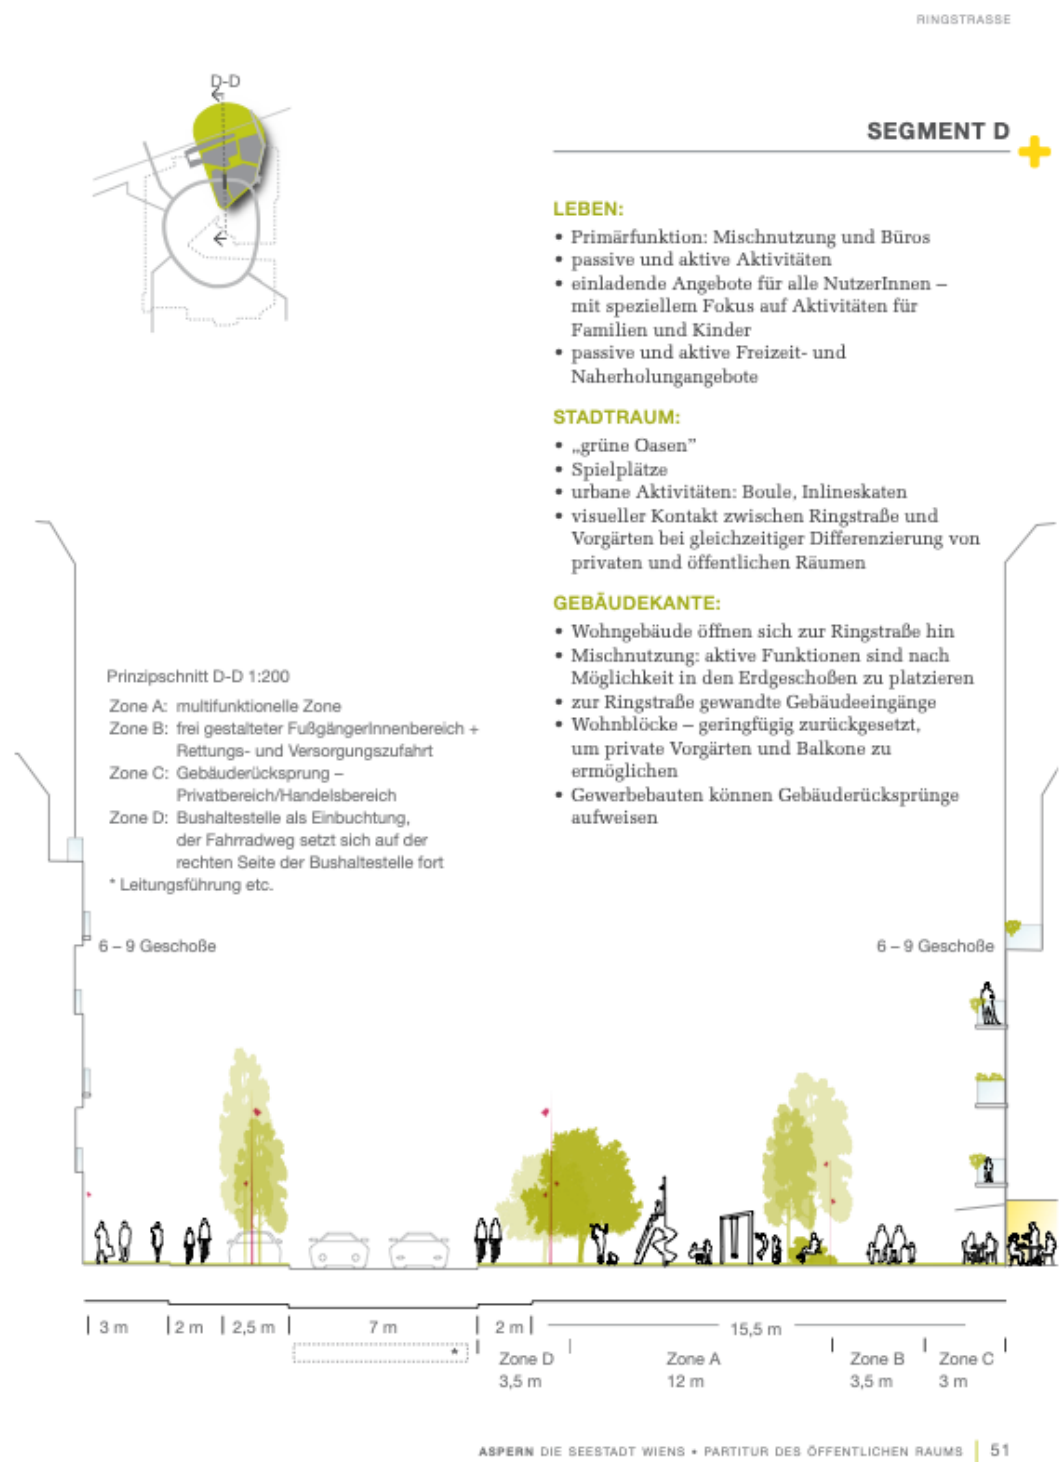 RINGSTRASSE
D-D
SEGMENT D
LEBEN:
• Primärfunktion: Mischnutzung und Büros
• passive und aktive Aktivitäten
• einladende Angebote für alle NutzerInnen –
mit speziellem Fokus auf Aktivitäten für
Familien und Kinder
• passive und aktive Freizeit- und
Naherholungangebote
STADTRAUM:
• „grüne Oasen”
• Spielplätze
• urbane Aktivitäten: Boule, Inlineskaten
• visueller Kontakt zwischen Ringstraße und
Vorgärten bei gleichzeitiger Differenzierung von
privaten und öffentlichen Räumen
GEBÄUDEKANTE:
• Wohngebäude öffnen sich zur Ringstraße hin
• Mischnutzung: aktive Funktionen sind nach
Möglichkeit in den Erdgeschoßen zu platzieren
• zur Ringstraße gewandte Gebäudeeingänge
• Wohnblöcke – geringfügig zurückgesetzt,
um private Vorgärten und Balkone zu
ermöglichen
• Gewerbebauten können Gebäuderücksprünge
aufweisen
Prinzipschnitt D-D 1:200
Zone A: multifunktionelle Zone
Zone B: frei gestalteter FußgängerInnenbereich +
Rettungs- und Versorgungszufahrt
Zone C: Gebäuderücksprung –
Privatbereich/Handelsbereich
Zone D: Bushaltestelle als Einbuchtung,
der Fahrradweg setzt sich auf der
rechten Seite der Bushaltestelle fort
* Leitungsführung etc.
6 – 9 Geschoße
6 – 9 Geschoße
3 m
2 m
2,5 m
7 m
2 m
15,5 m
*
Zone D
3,5 m
Zone A
12 m
Zone B
3,5 m
Zone C
3 m
ASPERN DIE SEESTADT WIENS • PARTITUR DES ÖFFENTLICHEN RAUMS | 51